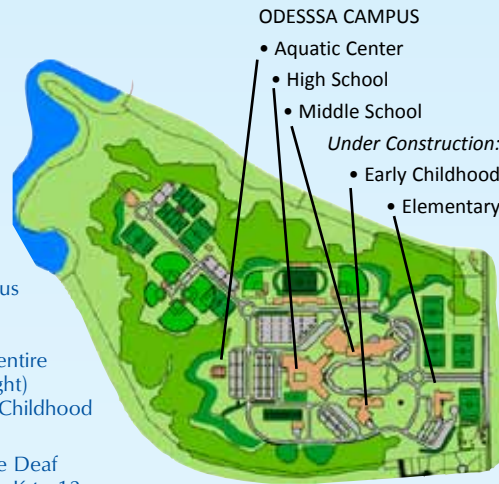 ODESSSA CAMPUS
• Aquatic Center
• High School
• Middle School
Under Construction:
• Early Childhood
• Elementary
us
entire
ght)
Childhood
e Deaf